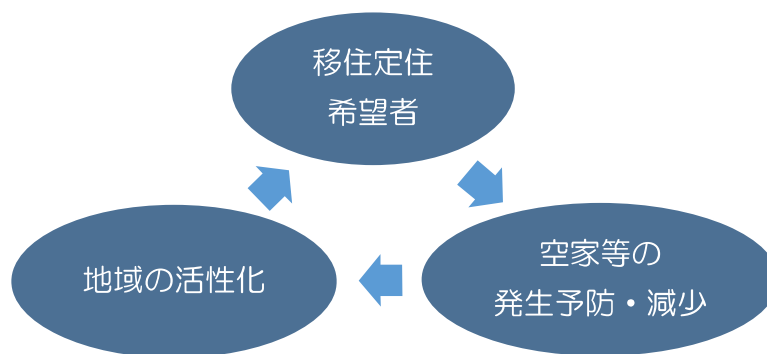 移住定住
希望者
空家等の
発生予防・減少
地域の活性化